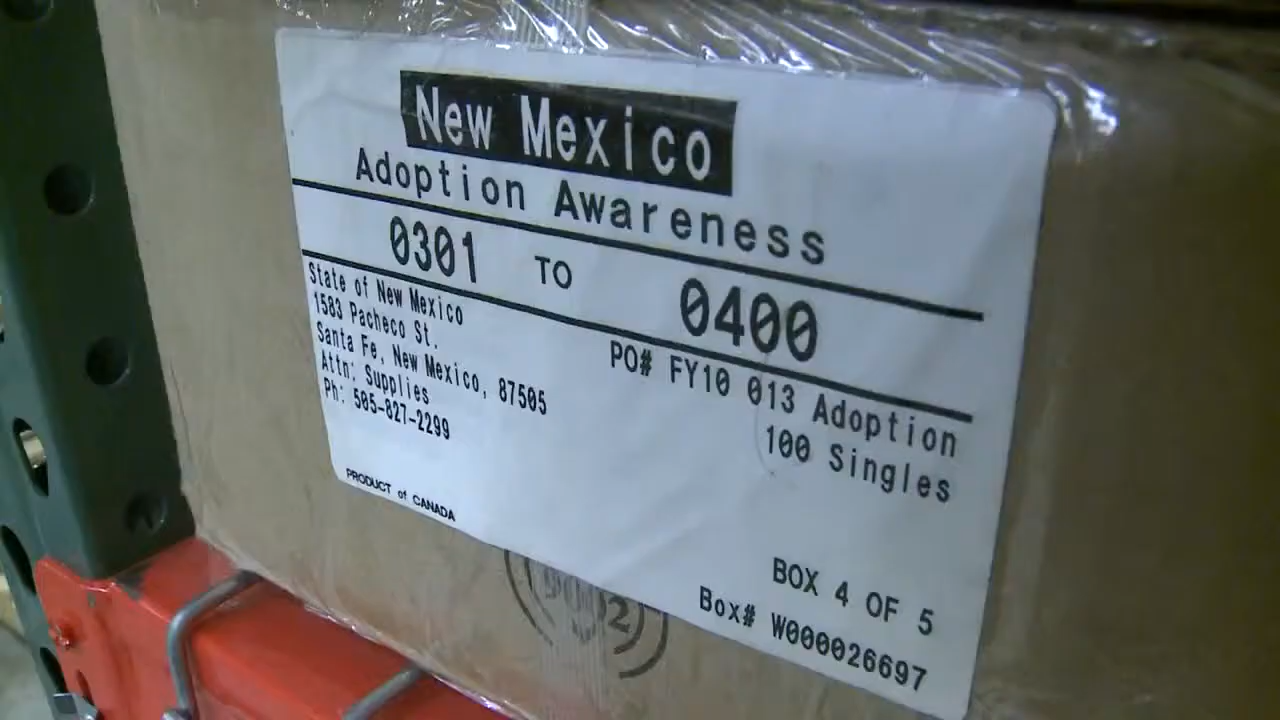 New Mexico
Adoption Awareness
0301 TO 0400
State of New Mexico
1583 Pacheco St.
Santa Fe, New Mexico, 87505
Attn: Supplies
Ph: 505-827-2299
PO# FY10 013 Adoption
100 Singles
PRODUCT of CANADA
BOX 4 OF 5
Box# W000026697